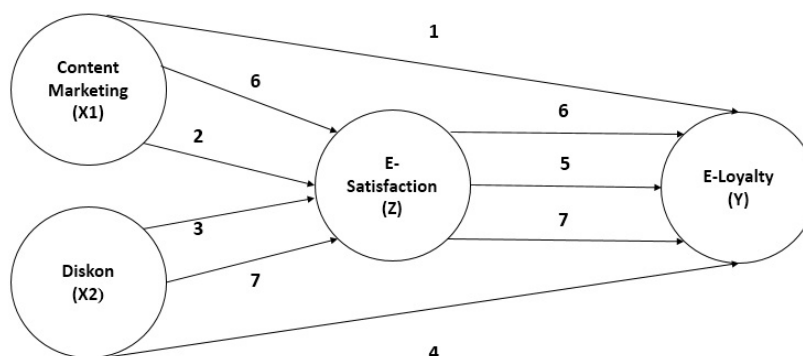 1
Content
Marketing
(X1)
6
2
6
E-
Satisfaction
(Z)
5
E-Loyalty
(Y)
3
7
7
Diskon
(X2)
4